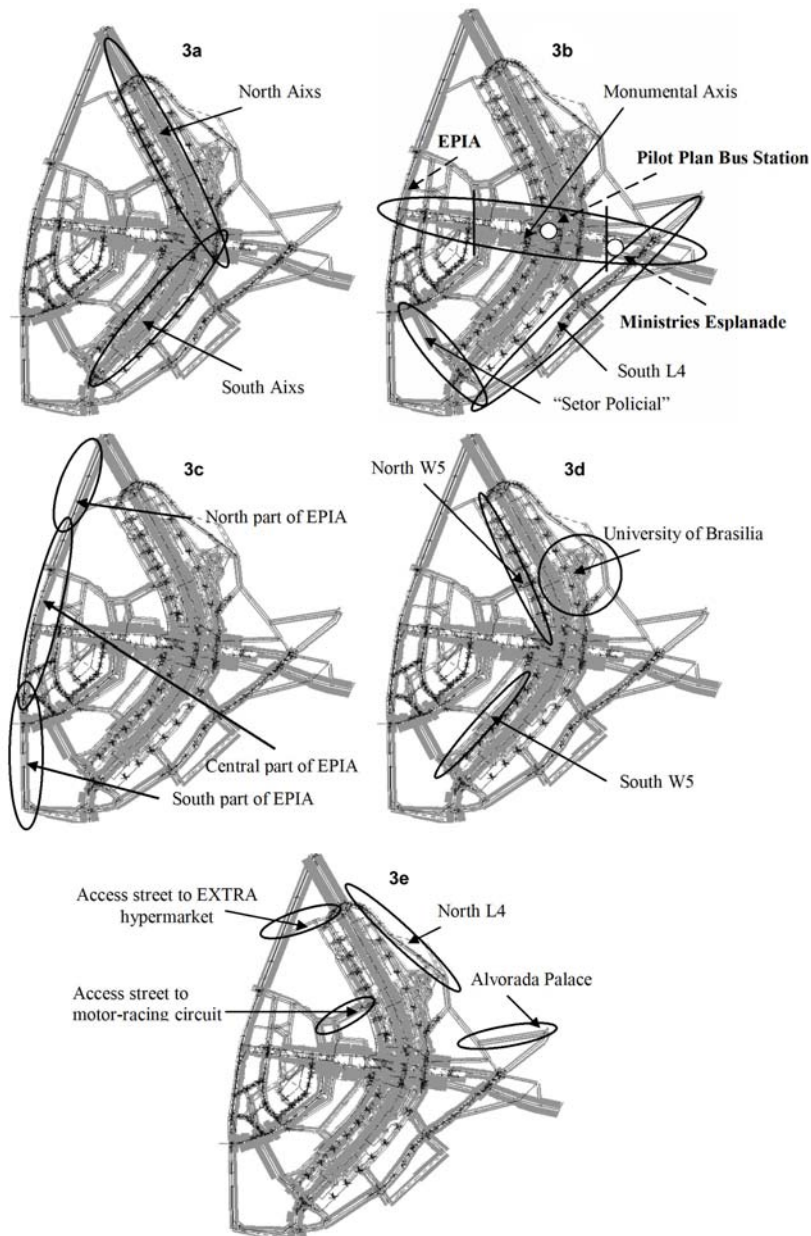 3a
North Aixs
South Aixs
3b
Monumental Axis
EPIA
Pilot Plan Bus Station
Ministries Esplanade
South L4
“Setor Policial”
3c
North part of EPIA
Central part of EPIA
South part of EPIA
3d
North W5
University of Brasilia
South W5
3e
Access street to EXTRA
hypermarket
North L4
Alvorada Palace
Access street to
motor-racing circuit